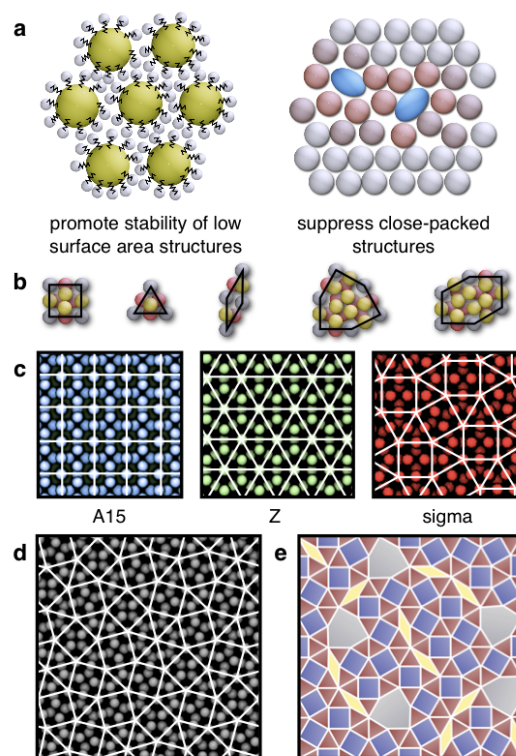 a
promote stability of low
surface area structures
suppress close-packed
structures
b
c
A15
Z
sigma
d
e